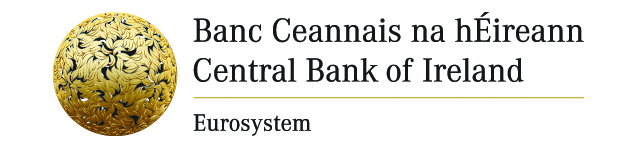 Banc Ceannais na hÉireann
Central Bank of Ireland
Eurosystem